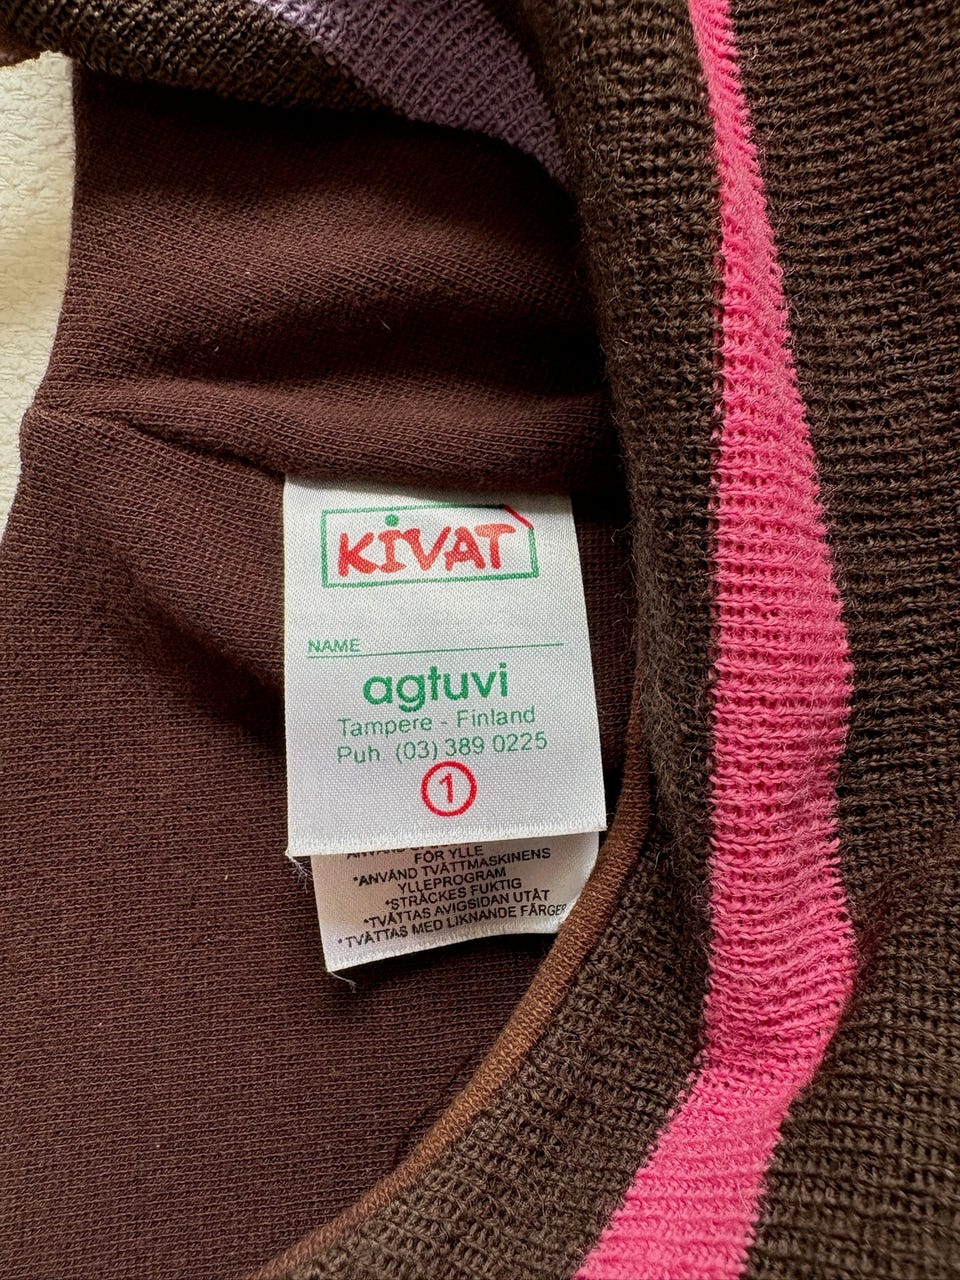 KiVAT
NAME
agtuvi
Tampere - Finland
Puh (03) 389 0225
1
FÖR YLLE
*ANVÄND TVÄTTMASKINENS
YLLEPROGRAM
*STRÄCKES FUKTIG
*TVÄTTAS AVIGSIDAN UTÅT
*TVÄTTAS MED LIKNANDE FÄRGER